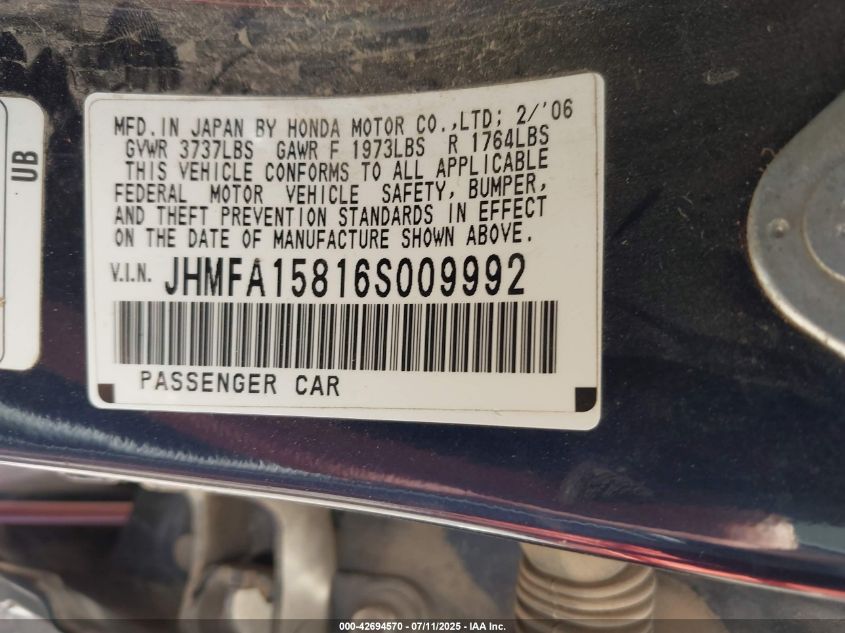 UB
MFD. IN JAPAN BY HONDA MOTOR CO.,LTD; 2/'06
GVWR 3737LBS GAWR F 1973LBS R 1764LBS
THIS VEHICLE CONFORMS TO ALL APPLICABLE
FEDERAL MOTOR VEHICLE SAFETY, BUMPER,
AND THEFT PREVENTION STANDARDS IN EFFECT
ON THE DATE OF MANUFACTURE SHOWN ABOVE.
V.I.N. JHMFA15816S009992
PASSENGER CAR
000-42694570 - 07/11/2025 - IAA Inc.